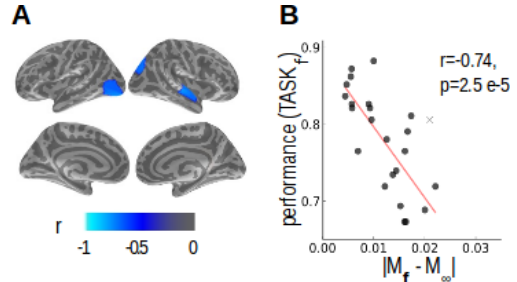 A
r
-1 -0.5 0
B
performance (TASK_f)
0.9
0.8
0.7
r=-0.74,
p=2.5 e-5
0.00 0.01 0.02 0.03
|M_f - M_∞|